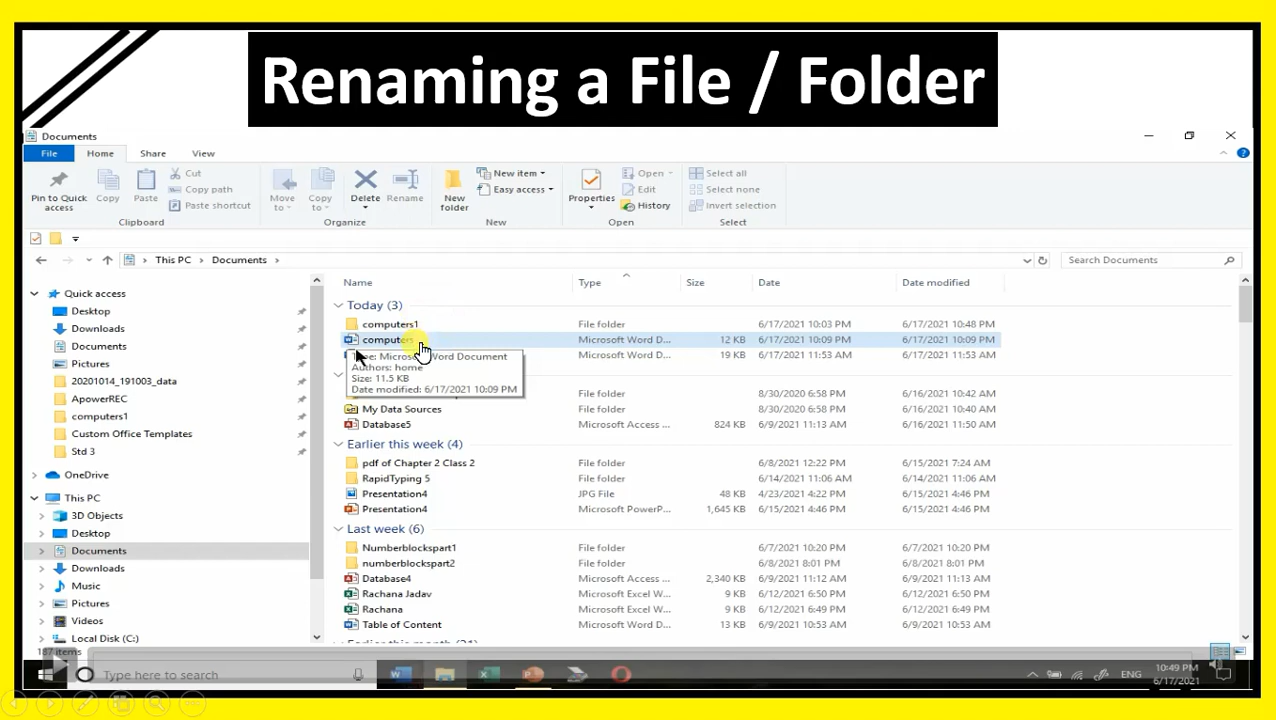 Renaming a File / Folder
Documents
File Home Share View
Pin to Quick access
Copy
Paste
Cut
Copy path
Paste shortcut
Move to
Copy to
Delete
Rename
New folder
New item
Easy access
Properties
Open
Edit
History
Select all
Select none
Invert selection
Clipboard Organize New Open Select
This PC > Documents >
Search Documents
Quick access
Desktop
Downloads
Documents
Pictures
20201014_191003_data
ApowerREC
computers1
Custom Office Templates
Std 3
OneDrive
This PC
3D Objects
Desktop
Documents
Downloads
Music
Pictures
Videos
Local Disk (C:)
187 items
Name Type Size Date Date modified
Today (3)
computers1 File folder 6/17/2021 10:03 PM 6/17/2021 10:48 PM
computers Microsoft Word D... 12 KB 6/17/2021 10:09 PM 6/17/2021 10:09 PM
Microsoft Word D... 19 KB 6/17/2021 11:53 AM 6/17/2021 11:53 AM
Type: Microsoft Word Document
Authors: home
Size: 11.5 KB
Date modified: 6/17/2021 10:09 PM
File folder 8/30/2020 6:58 PM 6/16/2021 10:42 AM
My Data Sources File folder 8/30/2020 6:58 PM 6/16/2021 10:40 AM
Database5 Microsoft Access ... 824 KB 6/9/2021 11:13 AM 6/16/2021 11:50 AM
Earlier this week (4)
pdf of Chapter 2 Class 2 File folder 6/8/2021 12:22 PM 6/15/2021 7:24 AM
RapidTyping 5 File folder 6/14/2021 11:06 AM 6/14/2021 11:06 AM
Presentation4 JPG File 48 KB 4/23/2021 4:22 PM 6/15/2021 4:46 PM
Presentation4 Microsoft PowerP... 1,645 KB 6/15/2021 4:46 PM 6/15/2021 4:46 PM
Last week (6)
Numberblockspart1 File folder 6/7/2021 10:20 PM 6/7/2021 10:20 PM
numberblockspart2 File folder 6/8/2021 8:01 PM 6/8/2021 8:01 PM
Database4 Microsoft Access ... 2,340 KB 6/9/2021 11:12 AM 6/9/2021 11:13 AM
Rachana Jadav Microsoft Excel W... 9 KB 6/12/2021 6:50 PM 6/12/2021 6:50 PM
Rachana Microsoft Excel W... 9 KB 6/12/2021 6:49 PM 6/12/2021 6:49 PM
Table of Content Microsoft Word D... 13 KB 6/9/2021 10:53 AM 6/9/2021 10:53 AM
Earlier this month (21)
Type here to search
ENG
10:49 PM
6/17/2021